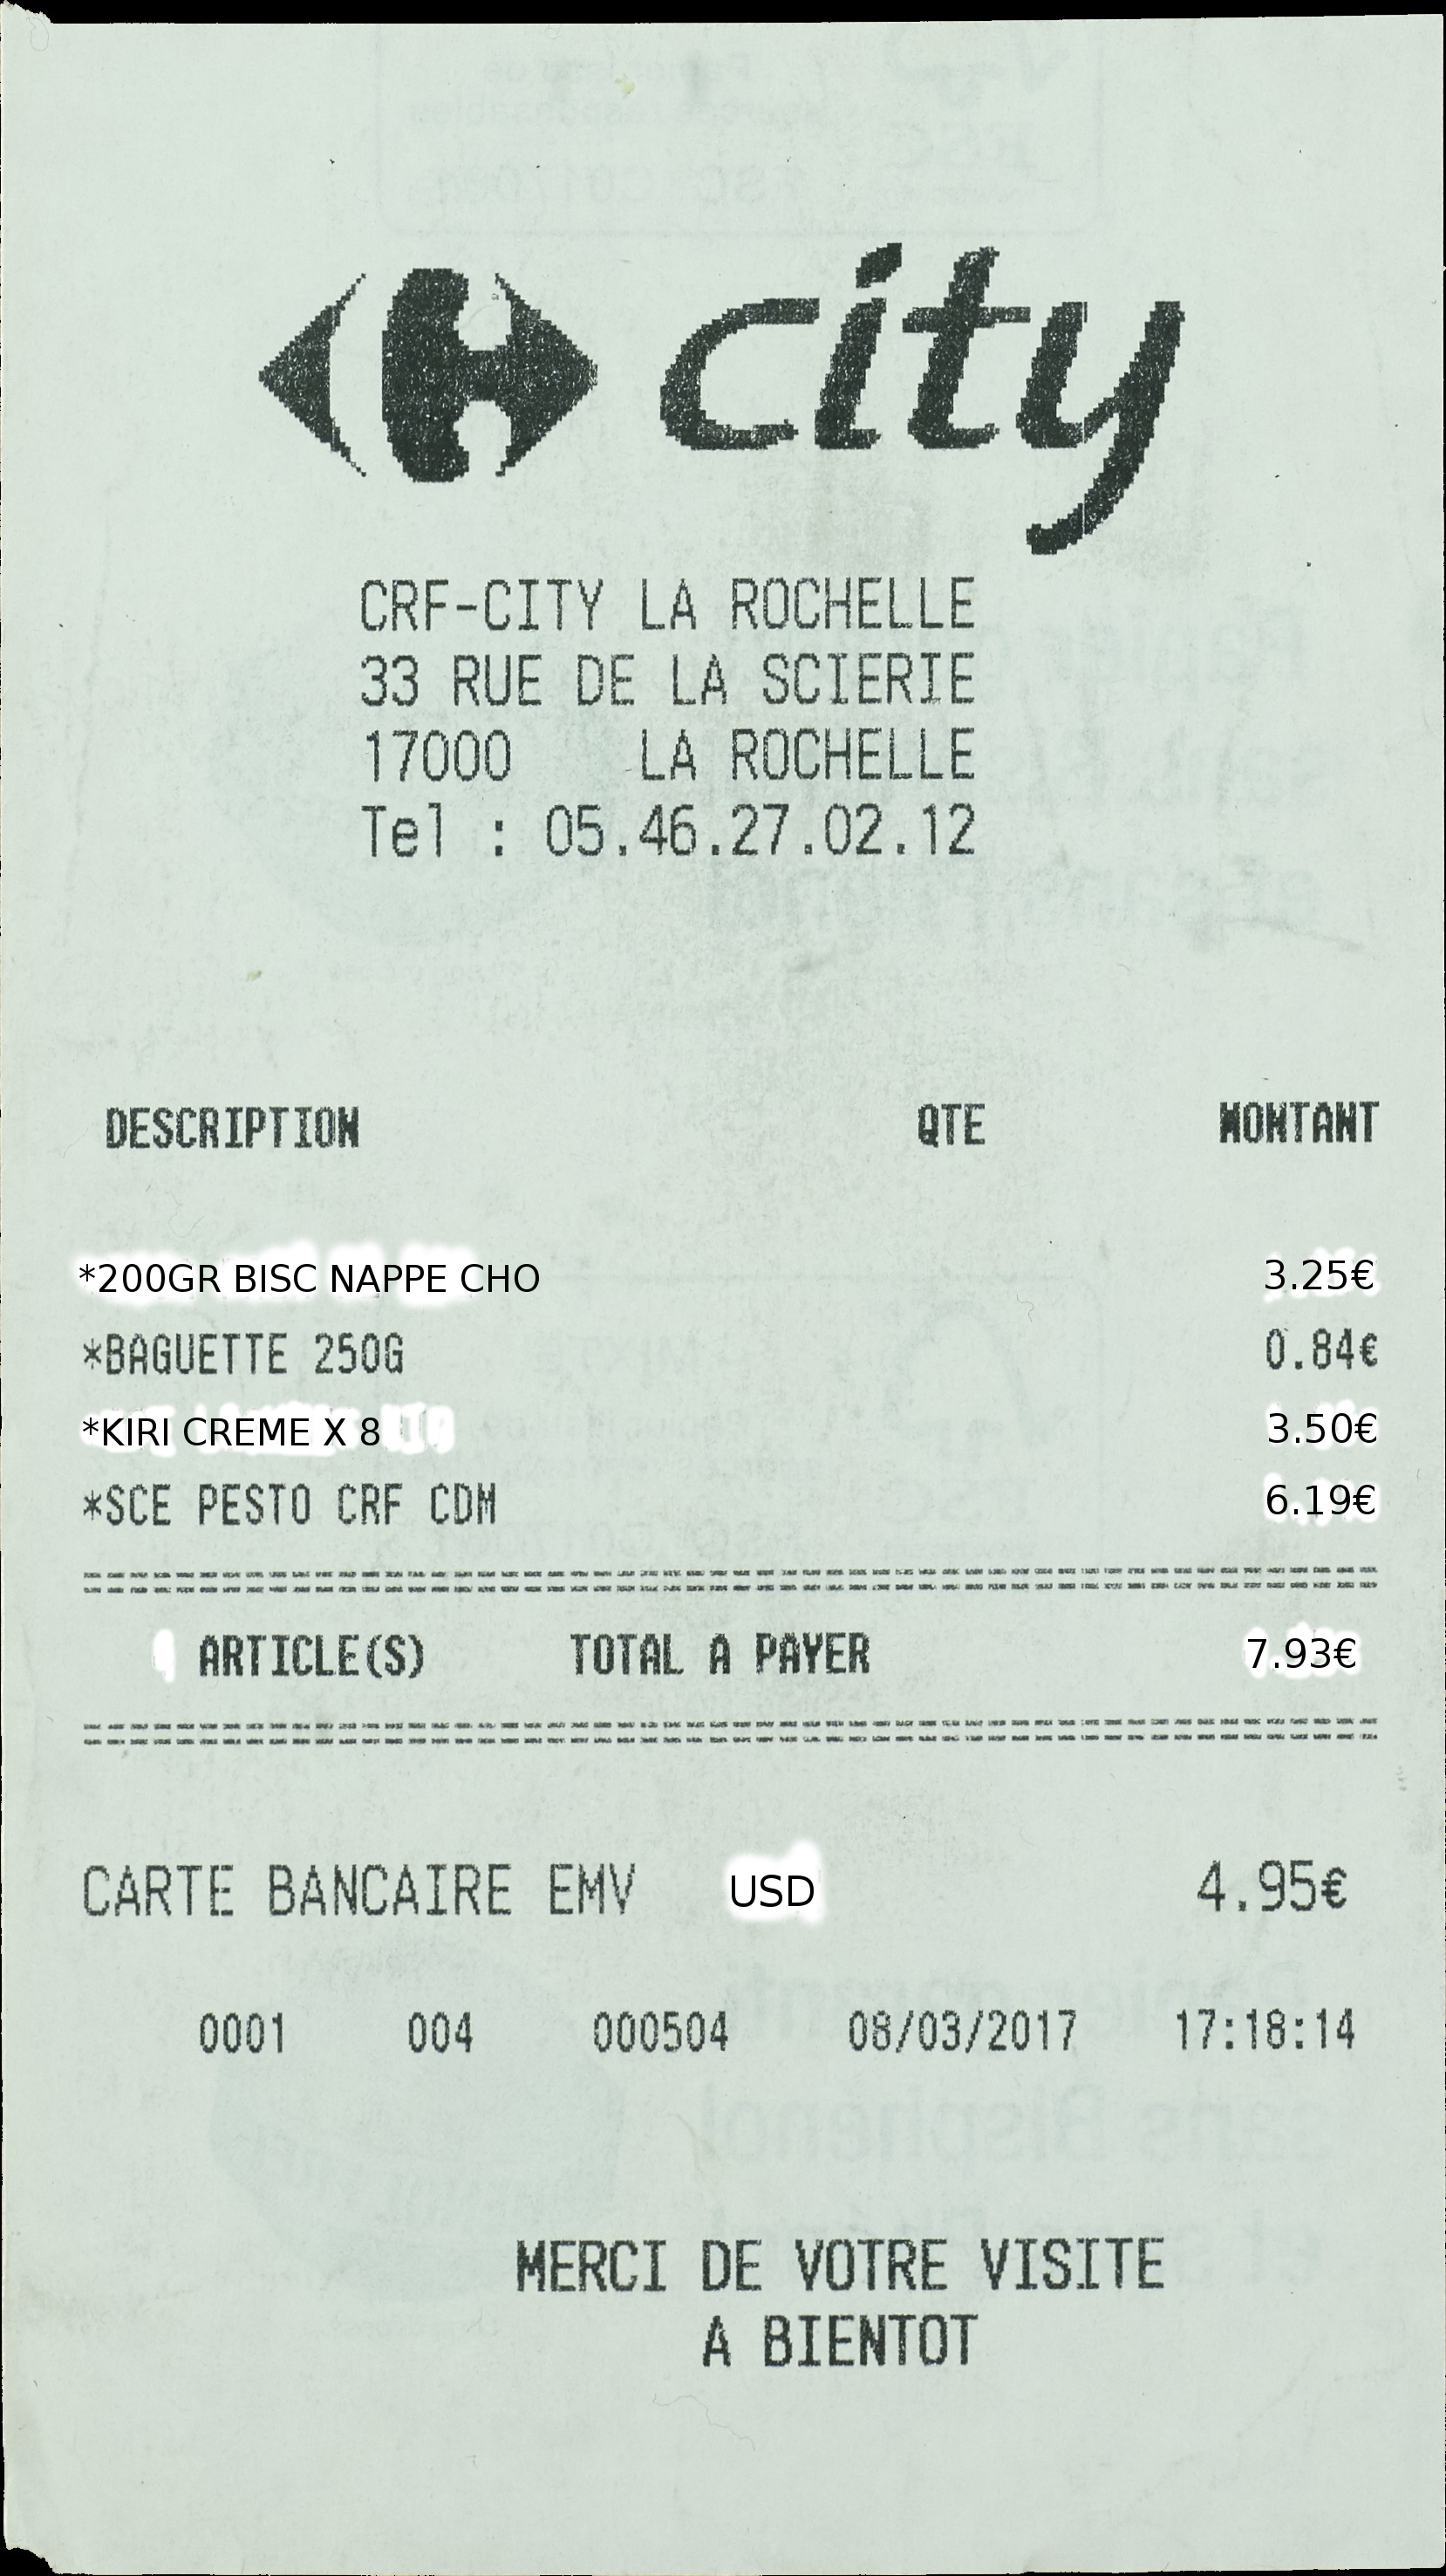 city
CRF-CITY LA ROCHELLE
33 RUE DE LA SCIERIE
17000 LA ROCHELLE
Tel : 05.46.27.02.12
DESCRIPTION QTE MONTANT
*200GR BISC NAPPE CHO 3.25€
*BAGUETTE 250G 0.84€
*KIRI CREME X 8 3.50€
*SCE PESTO CRF CDM 6.19€
ARTICLE(S) TOTAL A PAYER 7.93€
CARTE BANCAIRE EMV USD 4.95€
0001 004 000504 08/03/2017 17:18:14
MERCI DE VOTRE VISITE
A BIENTOT